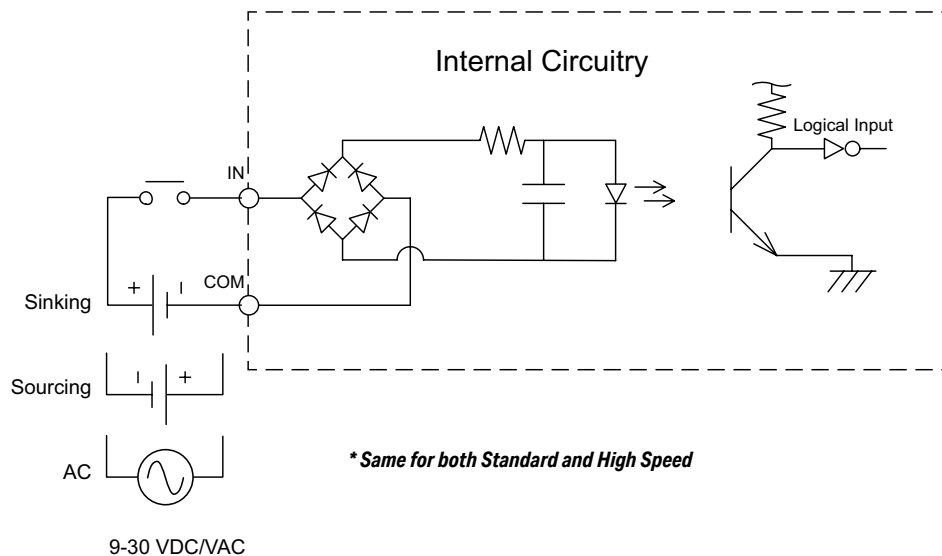 Internal Circuitry
Logical Input
IN
COM
+
–
Sinking
–
+
Sourcing
AC
* Same for both Standard and High Speed
9-30 VDC/VAC